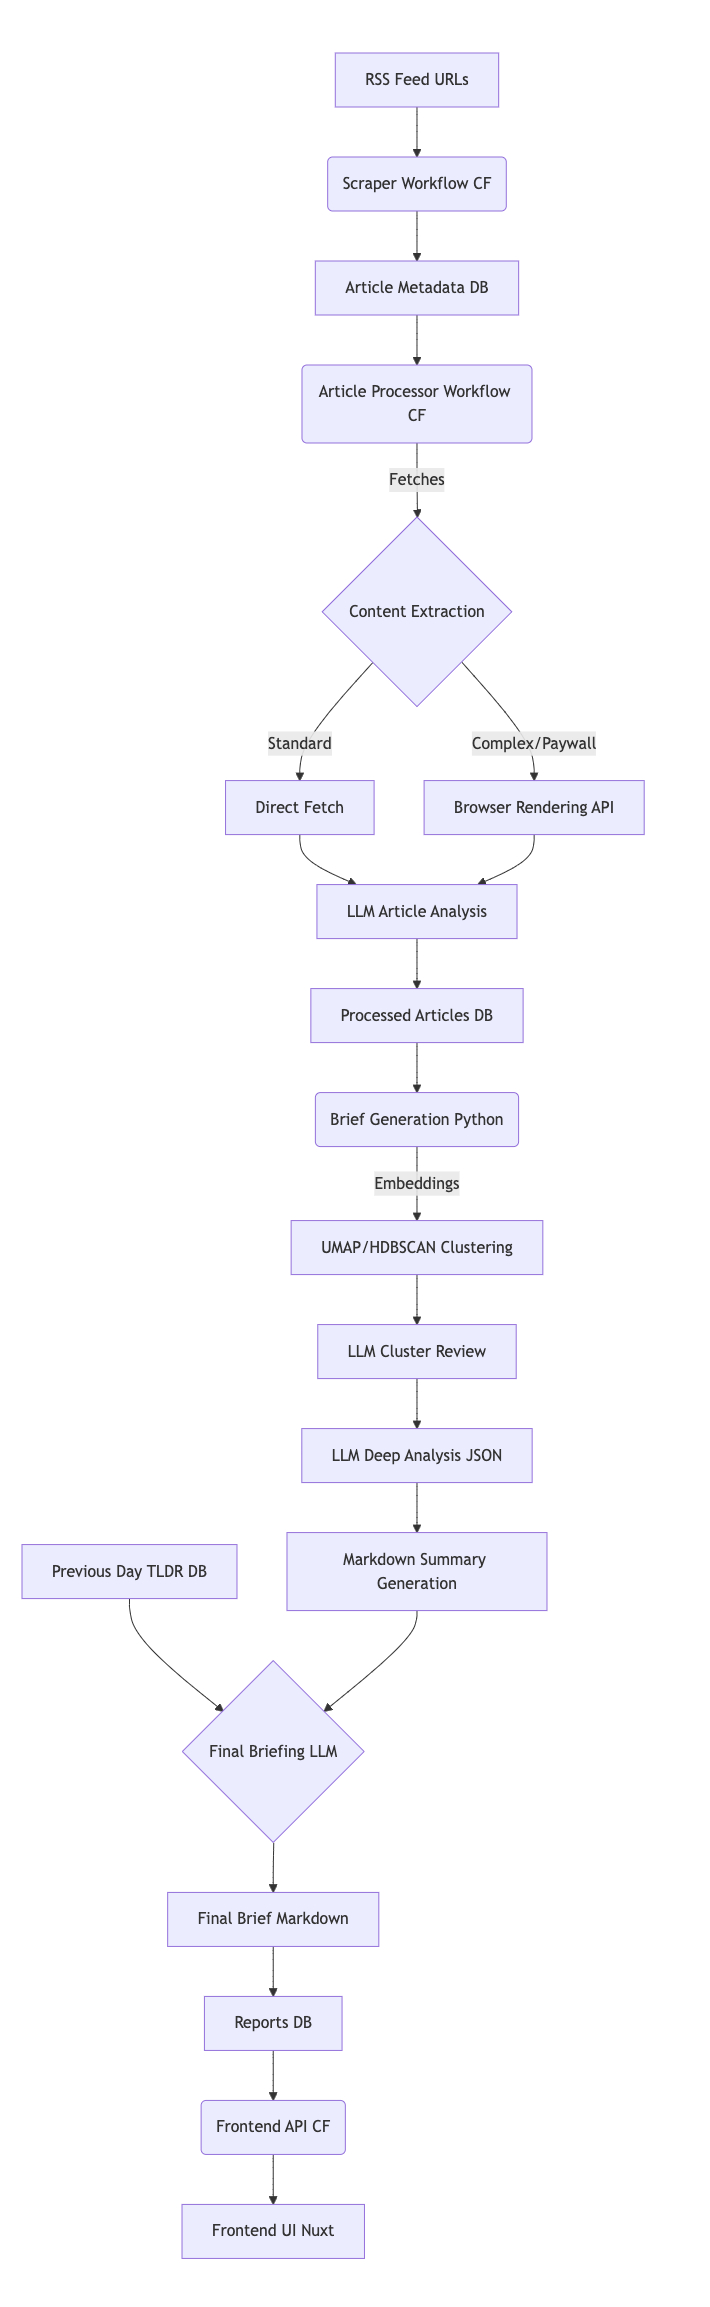 RSS Feed URLs
Scraper Workflow CF
Article Metadata DB
Article Processor Workflow
CF
Fetches
Content Extraction
Standard
Complex/Paywall
Direct Fetch
Browser Rendering API
LLM Article Analysis
Processed Articles DB
Brief Generation Python
Embeddings
UMAP/HDBSCAN Clustering
LLM Cluster Review
LLM Deep Analysis JSON
Previous Day TLDR DB
Markdown Summary
Generation
Final Briefing LLM
Final Brief Markdown
Reports DB
Frontend API CF
Frontend UI Nuxt